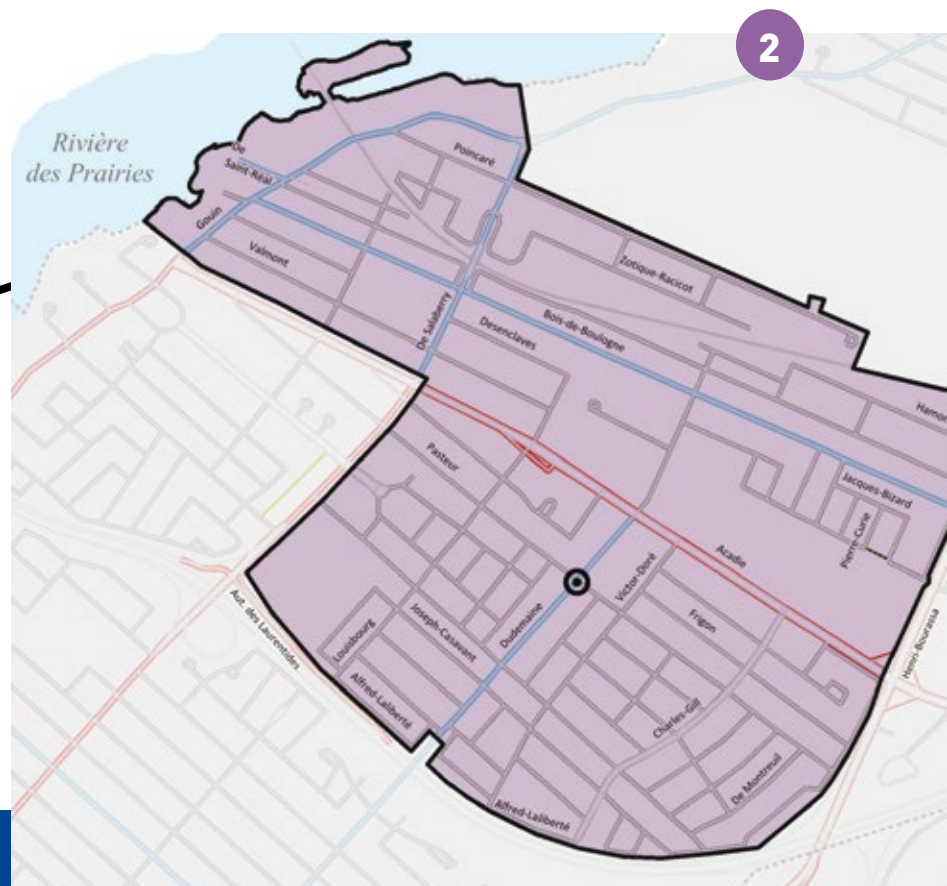 2
Rivière
des Prairies
De
Saint-Réal
Poincaré
Gouin
Valmont
Zotique-Racicot
De Salaberry
Desenclaves
Bois-de-Boulogne
Pasteur
Jacques-Bizard
Pierre-Curie
Acadie
Victor-Doré
Frigon
Aut. des Laurentides
Joseph-Casavant
Dudemaine
Louisbourg
Henri-Bourassa
Alfred-Laliberté
Charles-Gill
De Montreuil
Alfred-Laliberté